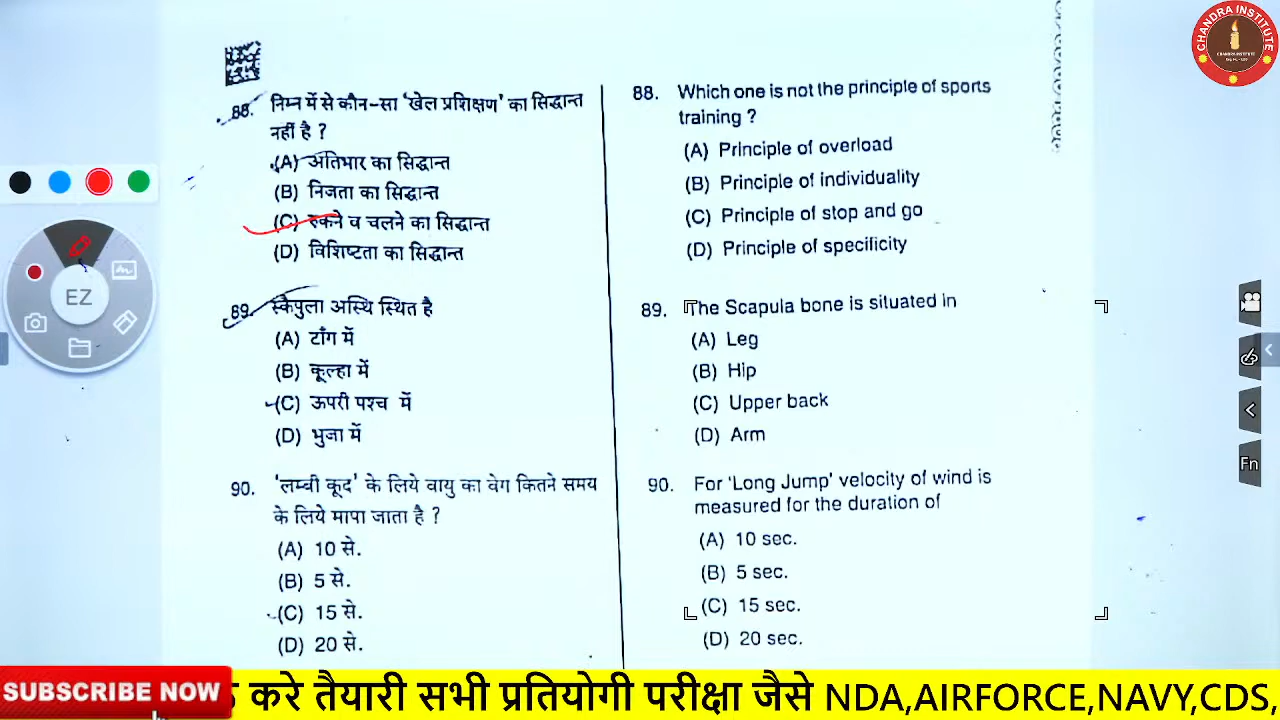 CHANDRA INSTITUTE
88. निम्न में से कौन-सा 'खेल प्रशिक्षण' का सिद्धान्त
नहीं है ?
(A) अतिभार का सिद्धान्त
(B) निजता का सिद्धान्त
(C) रुकने व चलने का सिद्धान्त
(D) विशिष्टता का सिद्धान्त
89. स्कैपुला अस्थि स्थित है
(A) टाँग में
(B) कूल्हा में
(C) ऊपरी पश्च में
(D) भुजा में
90. 'लम्बी कूद' के लिये वायु का वेग कितने समय
के लिये मापा जाता है ?
(A) 10 से.
(B) 5 से.
(C) 15 से.
(D) 20 से.
88. Which one is not the principle of sports
training ?
(A) Principle of overload
(B) Principle of individuality
(C) Principle of stop and go
(D) Principle of specificity
89. The Scapula bone is situated in
(A) Leg
(B) Hip
(C) Upper back
(D) Arm
90. For 'Long Jump' velocity of wind is
measured for the duration of
(A) 10 sec.
(B) 5 sec.
(C) 15 sec.
(D) 20 sec.
EZ
Fn
SUBSCRIBE NOW
करे तैयारी सभी प्रतियोगी परीक्षा जैसे NDA,AIRFORCE,NAVY,CDS,